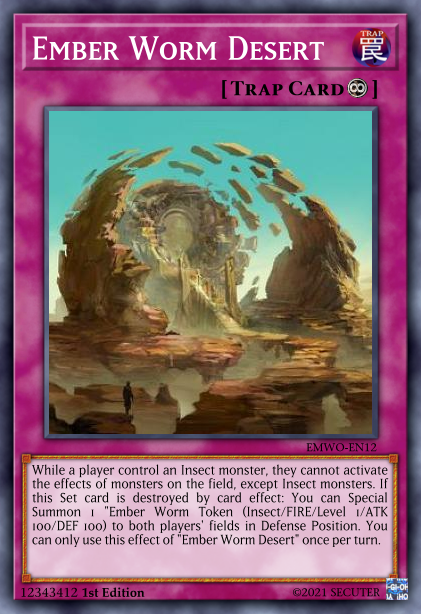 EMBER WORM DESERT
TRAP
罠
[TRAP CARD ]
EMWO-EN12
While a player control an Insect monster, they cannot activate
the effects of monsters on the field, except Insect monsters. If
this Set card is destroyed by card effect: You can Special
Summon 1 "Ember Worm Token (Insect/FIRE/Level 1/ATK
100/DEF 100) to both players' fields in Defense Position. You
can only use this effect of "Ember Worm Desert" once per turn.
12343412 1st Edition
©2021 SECUTER